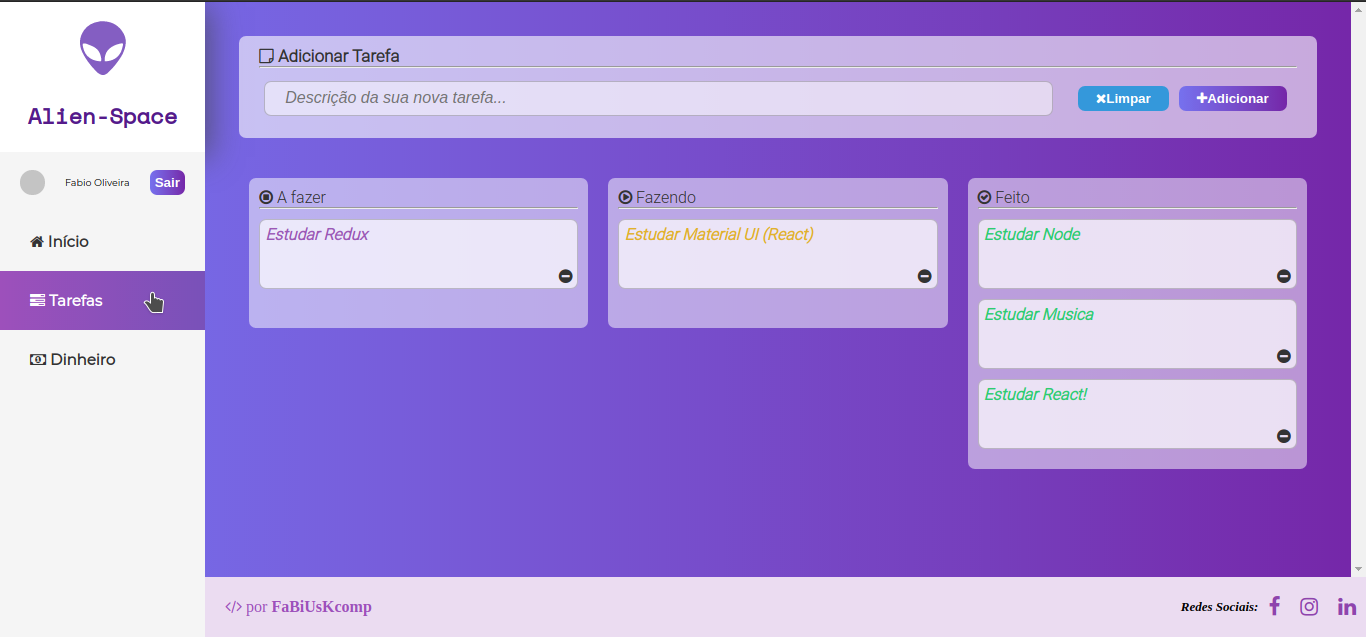 Alien-Space
Fabio Oliveira
Sair
Início
Tarefas
Dinheiro
Adicionar Tarefa
Descrição da sua nova tarefa...
Limpar
Adicionar
A fazer
Estudar Redux
Fazendo
Estudar Material UI (React)
Feito
Estudar Node
Estudar Musica
Estudar React!
</> por FaBiUsKcomp
Redes Sociais: